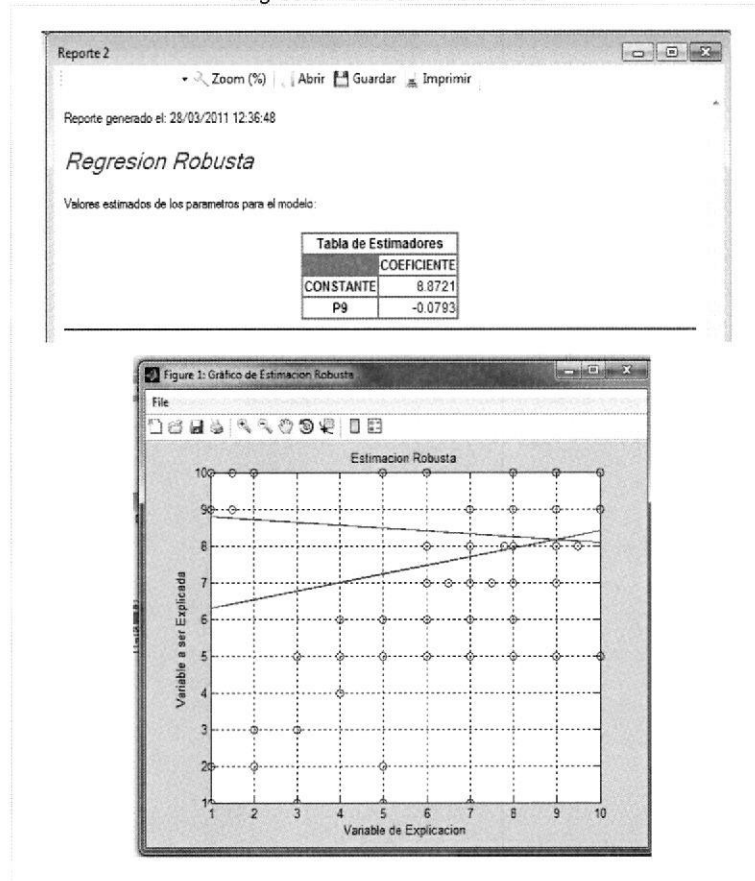 Reporte 2
Zoom (%) Abrir Guardar Imprimir
Reporte generado el: 28/03/2011 12:36:48
Regresion Robusta
Valores estimados de los parametros para el modelo:
Tabla de Estimadores
COEFICIENTE
CONSTANTE 8.8721
P9 -0.0793
Figure 1: Gráfico de Estimacion Robusta
File
Estimacion Robusta
10
9
8
7
6
5
4
3
2
1
Variable a ser Explicada
1 2 3 4 5 6 7 8 9 10
Variable de Explicacion